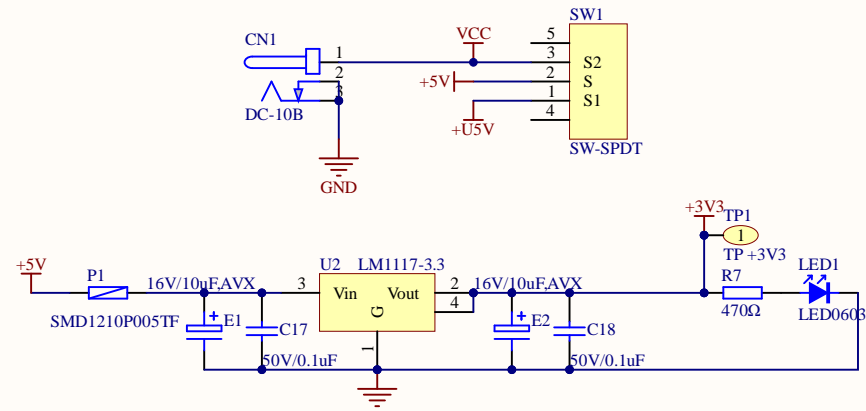 SW1
CN1
VCC
5
1
3
S2
2
+5V
2
S
3
1
S1
DC-10B
4
+U5V
SW-SPDT
GND
+3V3
TP1
1
+5V
P1
U2
LM1117-3.3
TP +3V3
R7
LED1
16V/10uF,AVX
3
Vin
Vout
2
16V/10uF,AVX
4
G
SMD1210P005TF
E1
C17
E2
C18
470Ω
LED0603
1
50V/0.1uF
50V/0.1uF